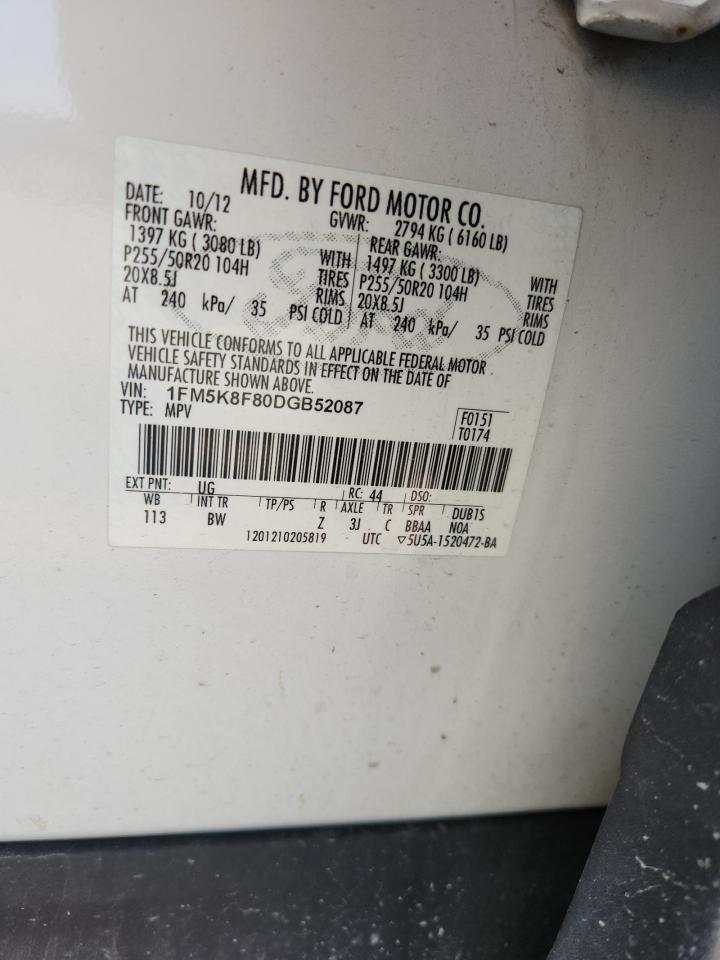 MFD. BY FORD MOTOR CO.
DATE: 10/12 GVWR: 2794 KG ( 6160 LB)
FRONT GAWR: REAR GAWR:
1397 KG ( 3080 LB) WITH 1497 KG ( 3300 LB) WITH
P255/50R20 104H TIRES P255/50R20 104H TIRES
20X8.5J RIMS 20X8.5J RIMS
AT 240 kPa/ 35 PSI COLD AT 240 kPa/ 35 PSI COLD
THIS VEHICLE CONFORMS TO ALL APPLICABLE FEDERAL MOTOR
VEHICLE SAFETY STANDARDS IN EFFECT ON THE DATE OF
MANUFACTURE SHOWN ABOVE.
VIN: 1FM5K8F80DGB52087
TYPE: MPV
F0151
T0174
EXT PNT: UG RC: 44 DSO:
WB INT TR TP/PS R AXLE TR SPR DUB1S
113 BW Z 3J C BBAA N0A
1201210205819 UTC ▽5U5A-1520472-BA